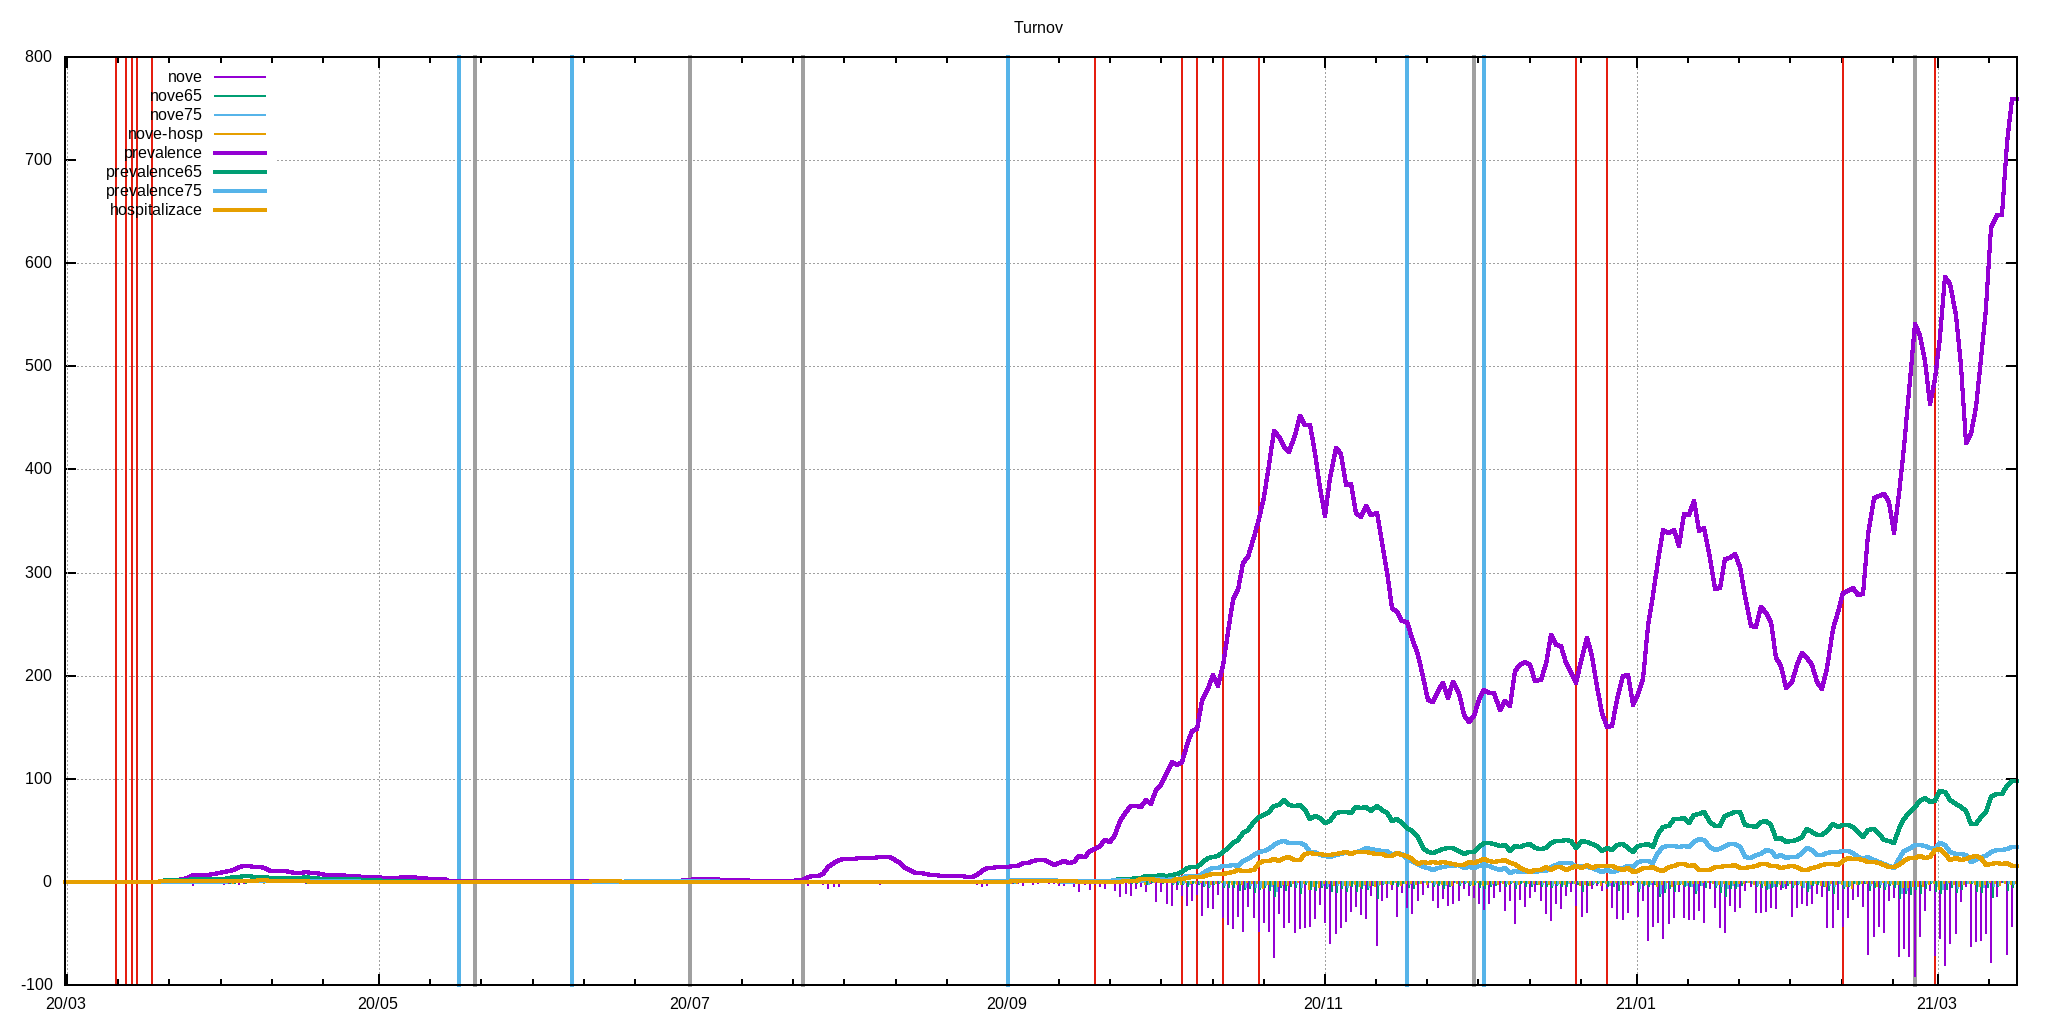 Turnov
800
700
600
500
400
300
200
100
0
-100
nove
nove65
nove75
nove-hosp
prevalence
prevalence65
prevalence75
hospitalizace
20/03 20/05 20/07 20/09 20/11 21/01 21/03